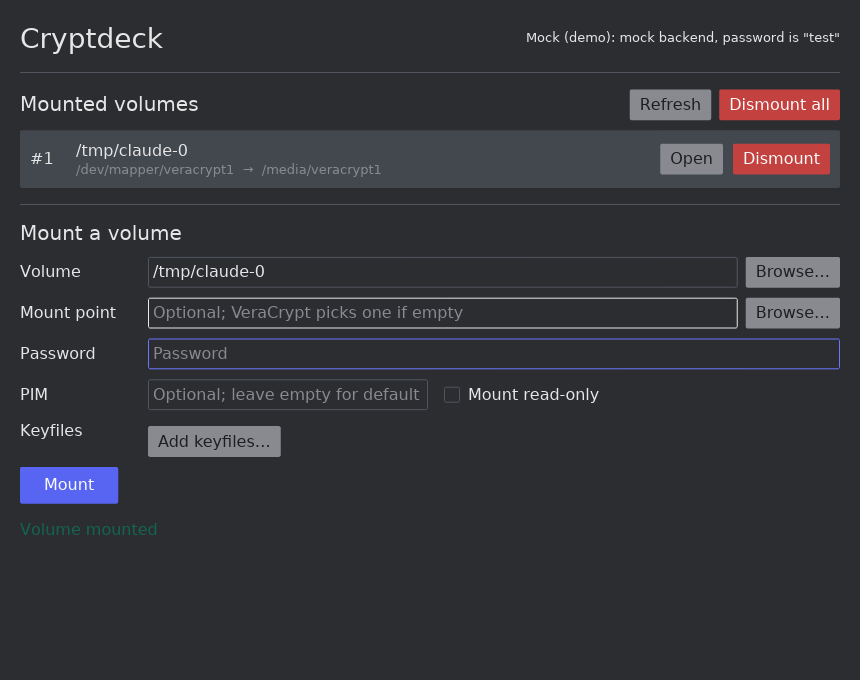 Cryptdeck
Mock (demo): mock backend, password is "test"
Mounted volumes
Refresh
Dismount all
#1
/tmp/claude-0
/dev/mapper/veracrypt1 → /media/veracrypt1
Open
Dismount
Mount a volume
Volume
/tmp/claude-0
Browse...
Mount point
Optional; VeraCrypt picks one if empty
Browse...
Password
Password
PIM
Optional; leave empty for default
Mount read-only
Keyfiles
Add keyfiles...
Mount
Volume mounted